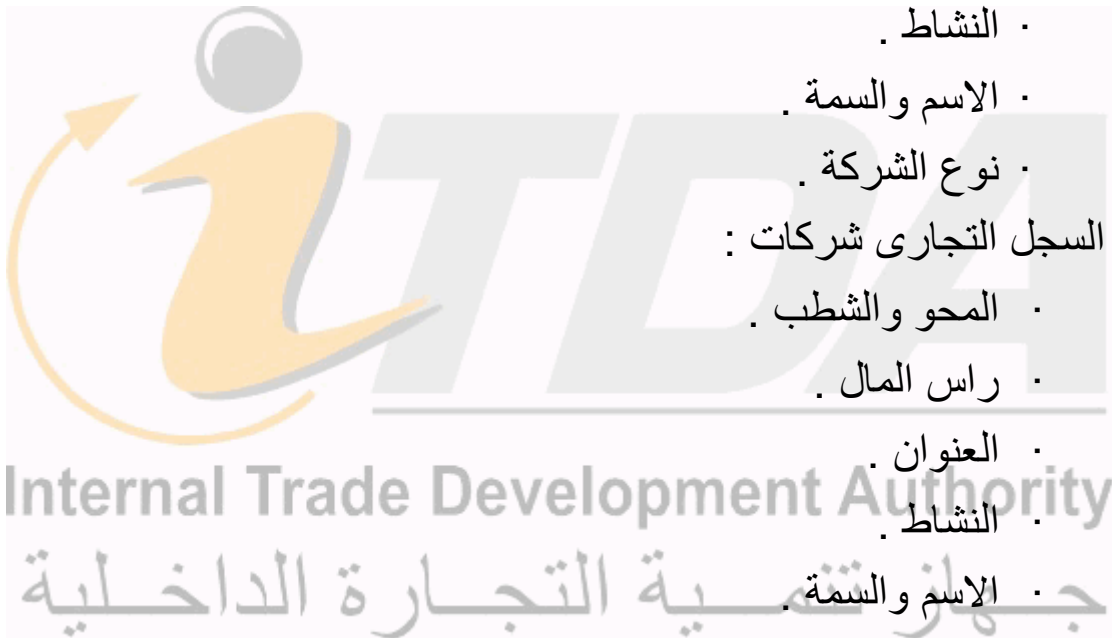 · النشاط .
· الاسم والسمة .
· نوع الشركة .
السجل التجارى شركات :
· المحو والشطب .
· راس المال .
· العنوان .
Internal Trade Development Authority
· النشاط .
· الاسم والسمة .
جهاز تنمية التجارة الداخلية
iTDA